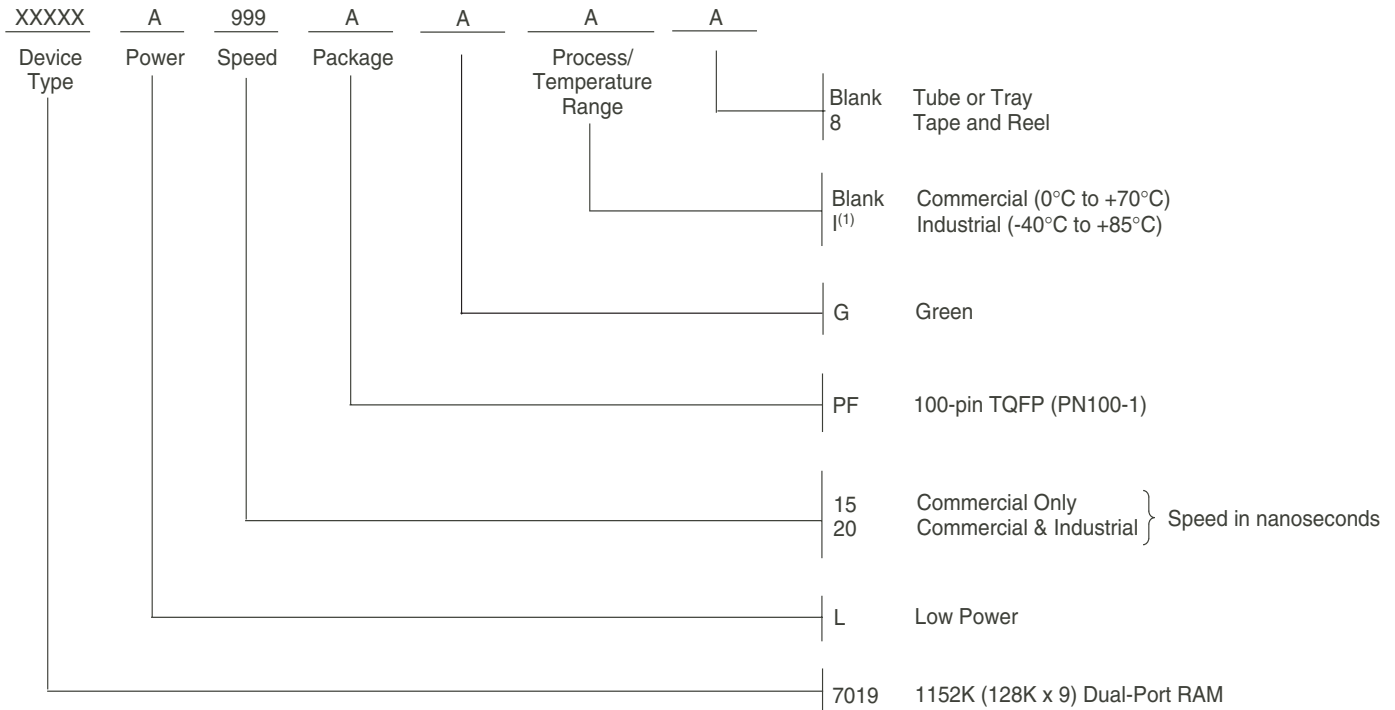 XXXXX A 999 A A A A
Device Type
Power
Speed
Package
Process/
Temperature
Range
Blank Tube or Tray
8 Tape and Reel
Blank Commercial (0°C to +70°C)
I(1) Industrial (-40°C to +85°C)
G Green
PF 100-pin TQFP (PN100-1)
15 Commercial Only
20 Commercial & Industrial
Speed in nanoseconds
L Low Power
7019 1152K (128K x 9) Dual-Port RAM